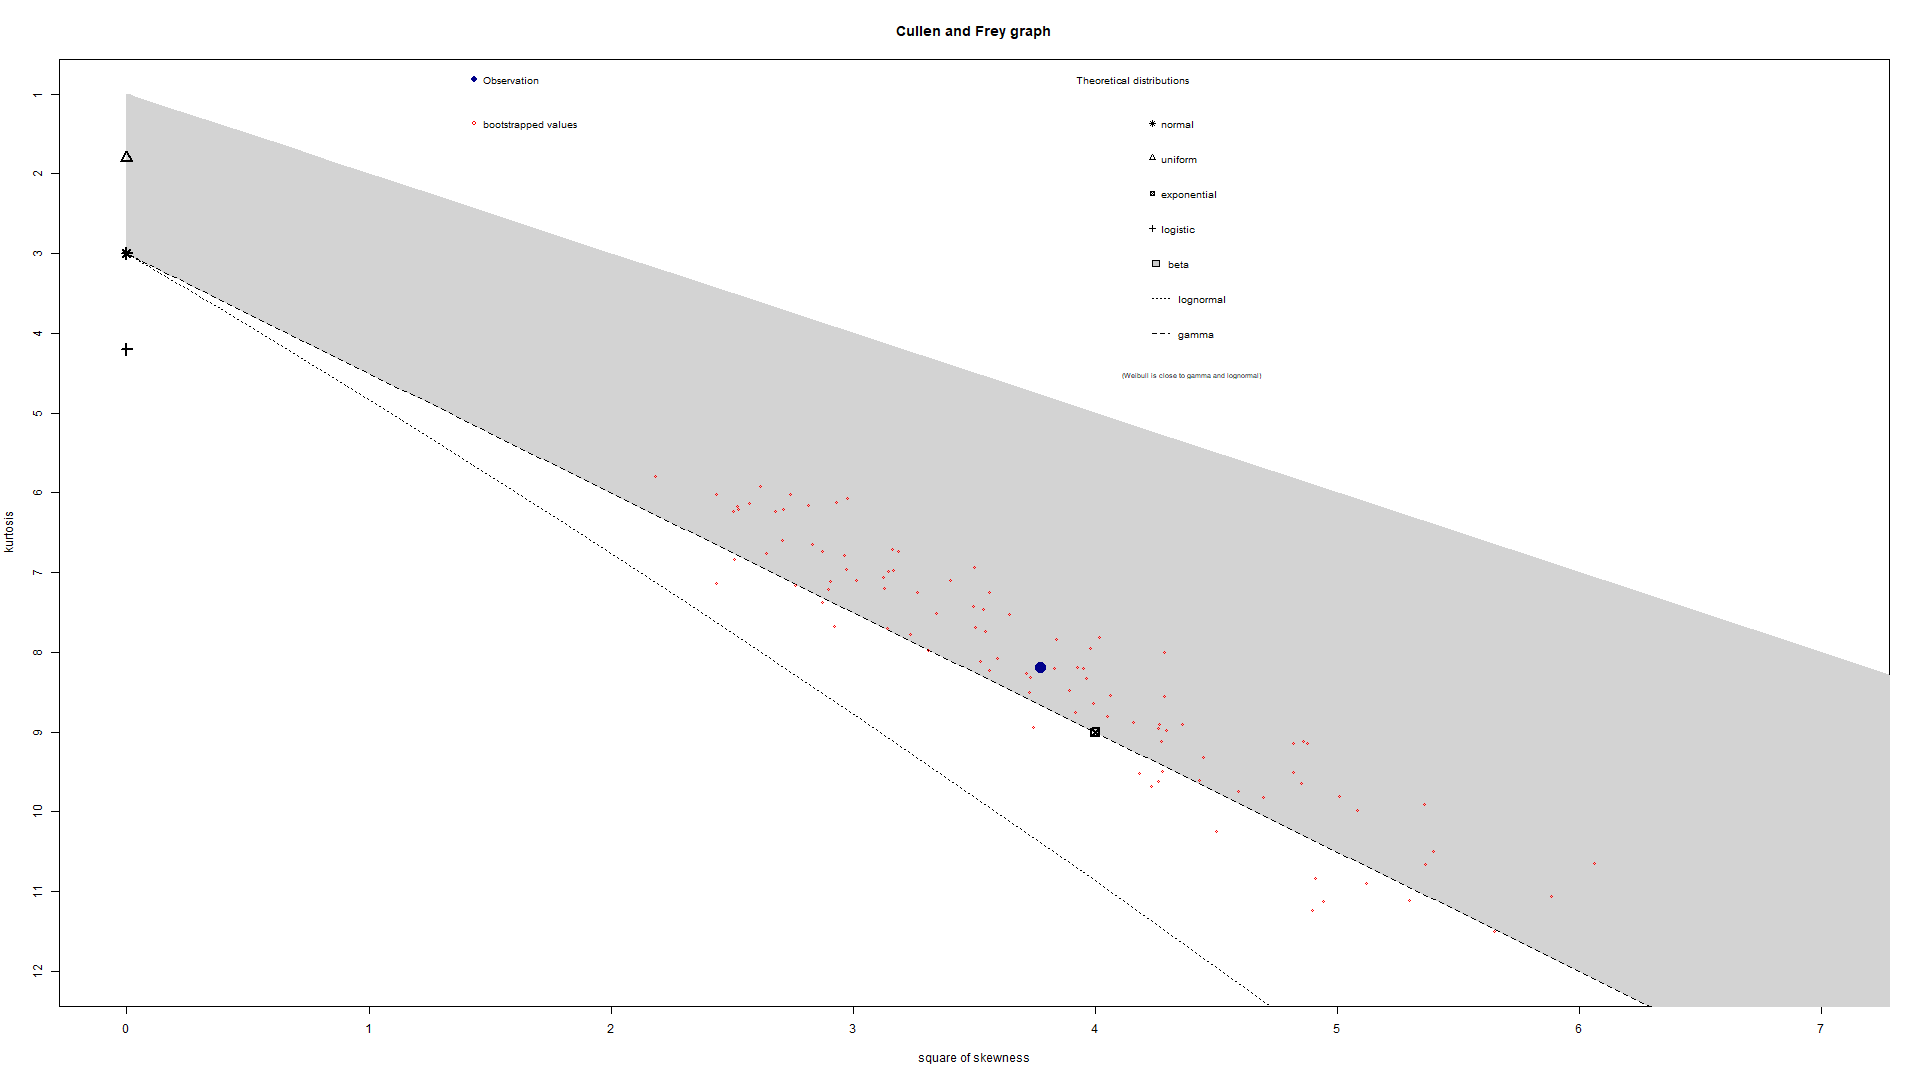 Cullen and Frey graph
Observation
bootstrapped values
Theoretical distributions
normal
uniform
exponential
logistic
beta
lognormal
gamma
(Weibull is close to gamma and lognormal)
kurtosis
1
2
3
4
5
6
7
8
9
10
11
12
0 1 2 3 4 5 6 7
square of skewness